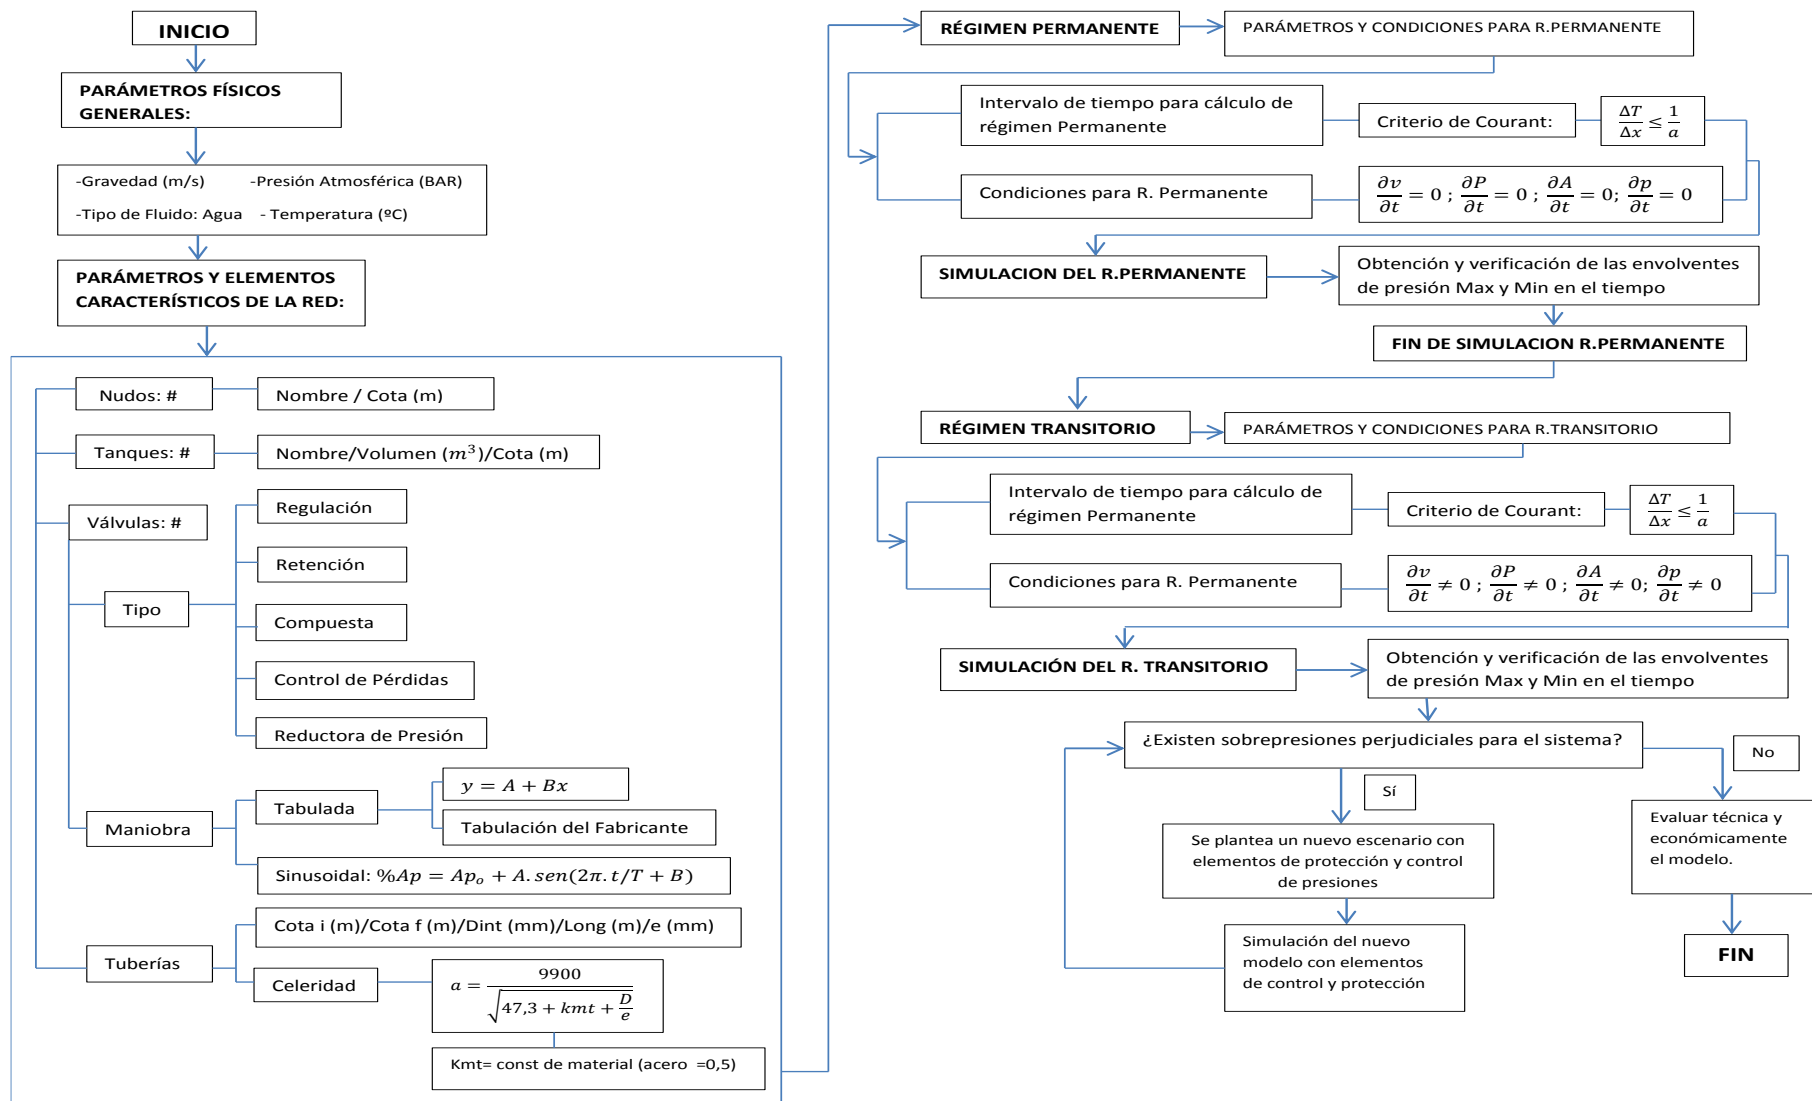 INICIO
PARÁMETROS FÍSICOS
GENERALES:
-Gravedad (m/s) -Presión Atmosférica (BAR)
-Tipo de Fluido: Agua - Temperatura (ºC)
PARÁMETROS Y ELEMENTOS
CARACTERÍSTICOS DE LA RED:
Nudos: #
Nombre / Cota (m)
Tanques: #
Nombre/Volumen (m³)/Cota (m)
Válvulas: #
Tipo
Regulación
Retención
Compuesta
Control de Pérdidas
Reductora de Presión
Maniobra
Tabulada
y = A + Bx
Tabulación del Fabricante
Sinusoidal: %Ap = Apₒ + A. sen(2π. t/T + B)
Tuberías
Cota i (m)/Cota f (m)/Dint (mm)/Long (m)/e (mm)
Celeridad
a = 9900 / √(47,3 + kmt + D/e)
Kmt= const de material (acero =0,5)
RÉGIMEN PERMANENTE
PARÁMETROS Y CONDICIONES PARA R.PERMANENTE
Intervalo de tiempo para cálculo de
régimen Permanente
Criterio de Courant:
ΔT/Δx ≤ 1/a
Condiciones para R. Permanente
∂v/∂t = 0 ; ∂P/∂t = 0 ; ∂A/∂t = 0; ∂p/∂t = 0
SIMULACION DEL R.PERMANENTE
Obtención y verificación de las envolventes
de presión Max y Min en el tiempo
FIN DE SIMULACION R.PERMANENTE
RÉGIMEN TRANSITORIO
PARÁMETROS Y CONDICIONES PARA R.TRANSITORIO
Intervalo de tiempo para cálculo de
régimen Permanente
Criterio de Courant:
ΔT/Δx ≤ 1/a
Condiciones para R. Permanente
∂v/∂t ≠ 0 ; ∂P/∂t ≠ 0 ; ∂A/∂t ≠ 0; ∂p/∂t ≠ 0
SIMULACIÓN DEL R. TRANSITORIO
Obtención y verificación de las envolventes
de presión Max y Min en el tiempo
¿Existen sobrepresiones perjudiciales para el sistema?
No
Sí
Se plantea un nuevo escenario con
elementos de protección y control
de presiones
Simulación del nuevo
modelo con elementos
de control y protección
Evaluar técnica y
económicamente
el modelo.
FIN